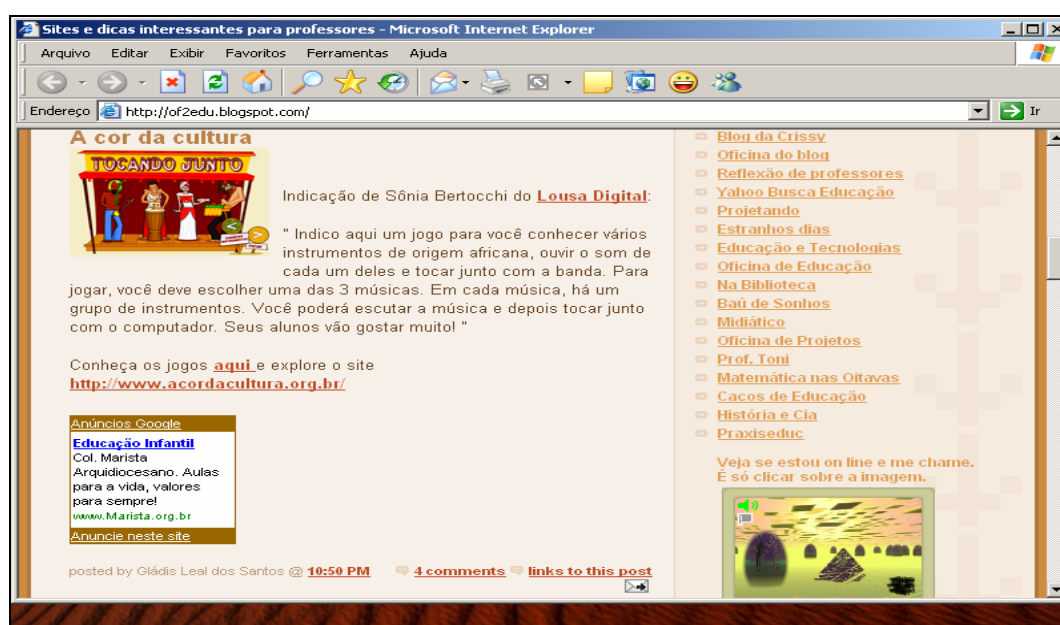 Sites e dicas interessantes para professores - Microsoft Internet Explorer
Arquivo Editar Exibir Favoritos Ferramentas Ajuda
Endereço http://of2edu.blogspot.com/ Ir
A cor da cultura
TOCANDO JUNTO
Indicação de Sônia Bertocchi do Lousa Digital:
" Indico aqui um jogo para você conhecer vários
instrumentos de origem africana, ouvir o som de
cada um deles e tocar junto com a banda. Para
jogar, você deve escolher uma das 3 músicas. Em cada música, há um
grupo de instrumentos. Você poderá escutar a música e depois tocar junto
com o computador. Seus alunos vão gostar muito! "
Conheça os jogos aqui e explore o site
http://www.acordacultura.org.br/
Anúncios Google
Educação Infantil
Col. Marista
Arquidiocesano. Aulas
para a vida, valores
para sempre!
www.Marista.org.br
Anuncie neste site
posted by Gládis Leal dos Santos @ 10:50 PM 4 comments links to this post
Blog da Crissy
Oficina do blog
Reflexão de professores
Yahoo Busca Educação
Projetando
Estranhos dias
Educação e Tecnologias
Oficina de Educação
Na Biblioteca
Baú de Sonhos
Midiático
Oficina de Projetos
Prof. Toni
Matemática nas Oitavas
Cacos de Educação
História e Cia
Praxiseduc
Veja se estou on line e me chame.
É só clicar sobre a imagem.